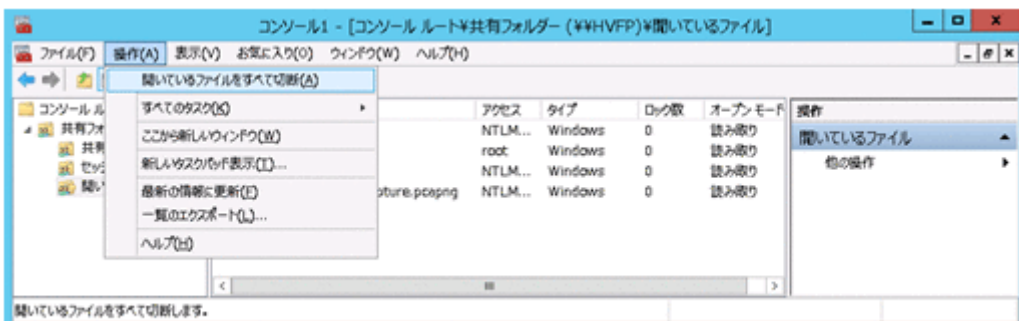 コンソール1 - [コンソール ルート¥共有フォルダー (¥¥HVFP)¥開いているファイル]
ファイル(F) 操作(A) 表示(V) お気に入り(O) ウィンドウ(W) ヘルプ(H)
開いているファイルをすべて切断(A)
すべてのタスク(K)
ここから新しいウィンドウ(W)
新しいタスクパッド表示(T)...
最新の情報に更新(F)
一覧のエクスポート(L)...
ヘルプ(H)
コンソール ル
共有フォ
共有
セッシ
開い
アクセス タイプ ロック数 オープン モード
NTLM... Windows 0 読み取り
root Windows 0 読み取り
NTLM... Windows 0 読み取り
pture.pcapng NTLM... Windows 0 読み取り
操作
開いているファイル
他の操作
開いているファイルをすべて切断します。